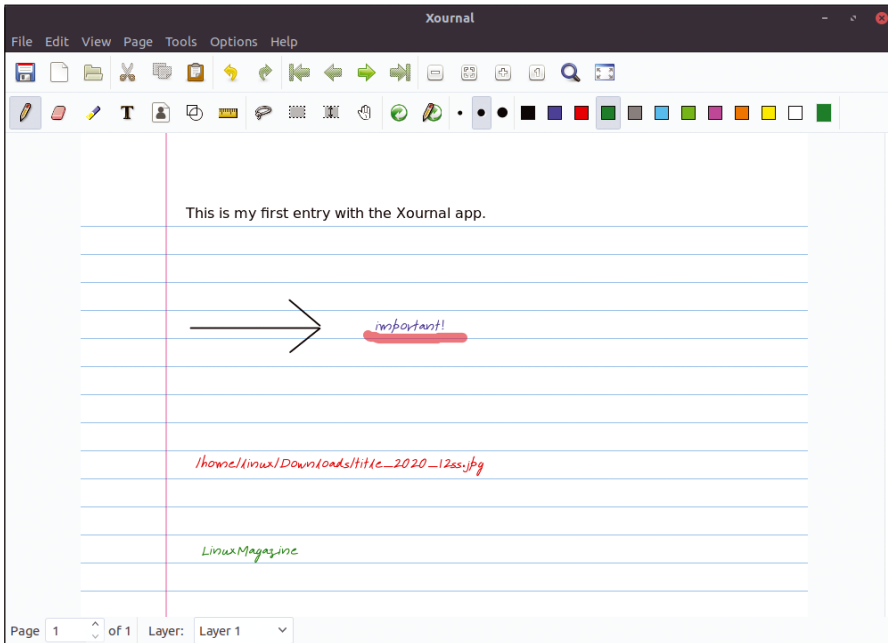 Xournal
File Edit View Page Tools Options Help
T
This is my first entry with the Xournal app.
important!
/home/linux/Downloads/title_2020_12ss.jpg
LinuxMagazine
Page 1 of 1 Layer: Layer 1